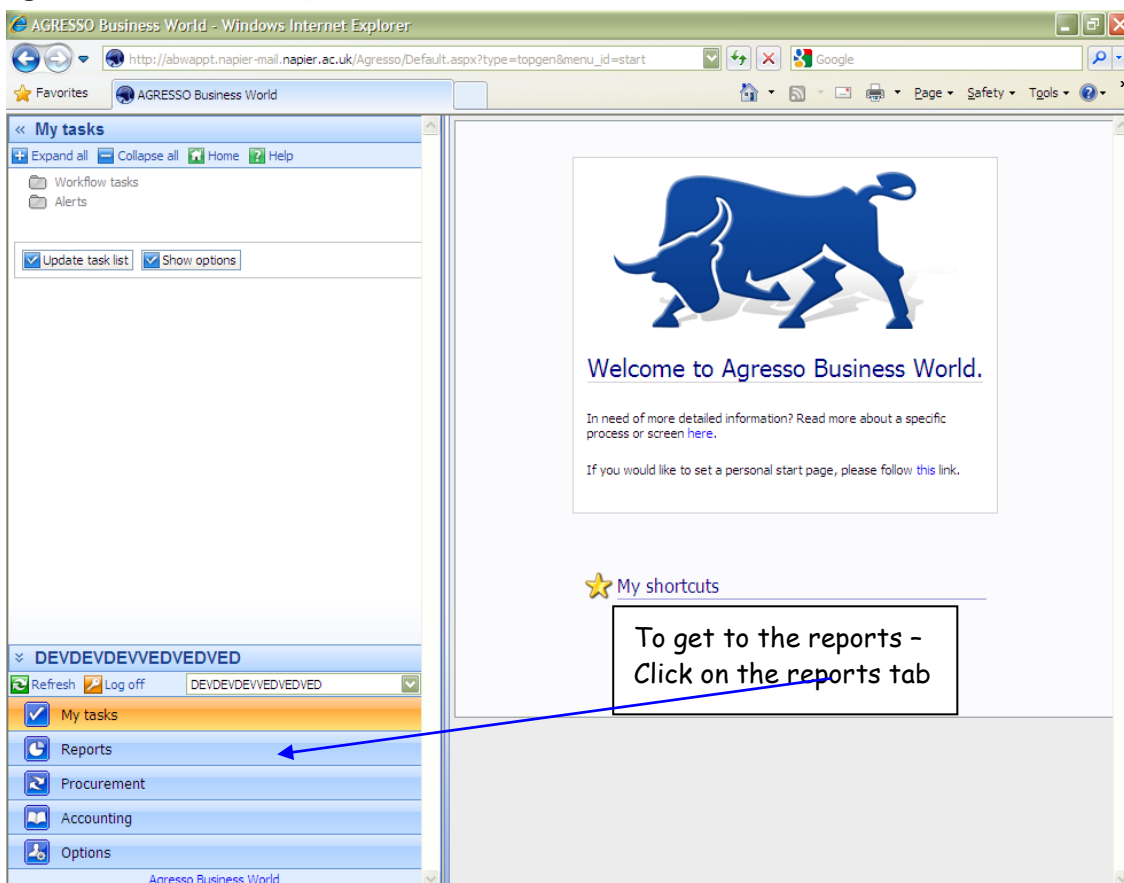 AGRESSO Business World - Windows Internet Explorer
http://abwappt.napier-mail.napier.ac.uk/Agresso/Default.aspx?type=topgen&menu_id=start
Google
Favorites
AGRESSO Business World
Page
Safety
Tools
« My tasks
Expand all Collapse all Home Help
Workflow tasks
Alerts
Update task list Show options
Welcome to Agresso Business World.
In need of more detailed information? Read more about a specific
process or screen here.
If you would like to set a personal start page, please follow this link.
My shortcuts
To get to the reports –
Click on the reports tab
DEVDEVDEVVEDVEDVED
Refresh Log off DEVDEVDEVVEDVEDVED
My tasks
Reports
Procurement
Accounting
Options
Agresso Business World